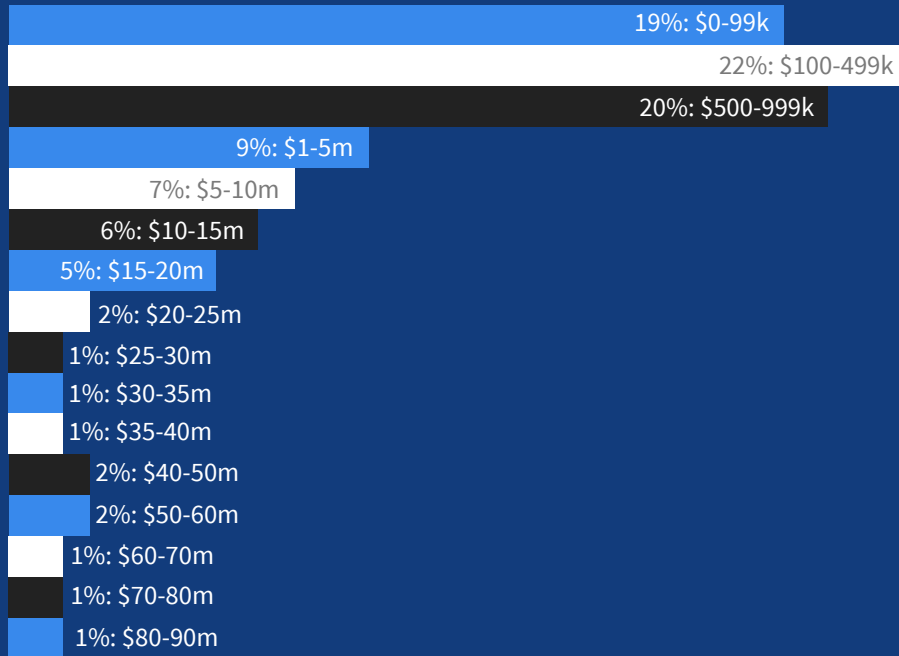 19%: $0-99k
22%: $100-499k
20%: $500-999k
9%: $1-5m
7%: $5-10m
6%: $10-15m
5%: $15-20m
2%: $20-25m
1%: $25-30m
1%: $30-35m
1%: $35-40m
2%: $40-50m
2%: $50-60m
1%: $60-70m
1%: $70-80m
1%: $80-90m